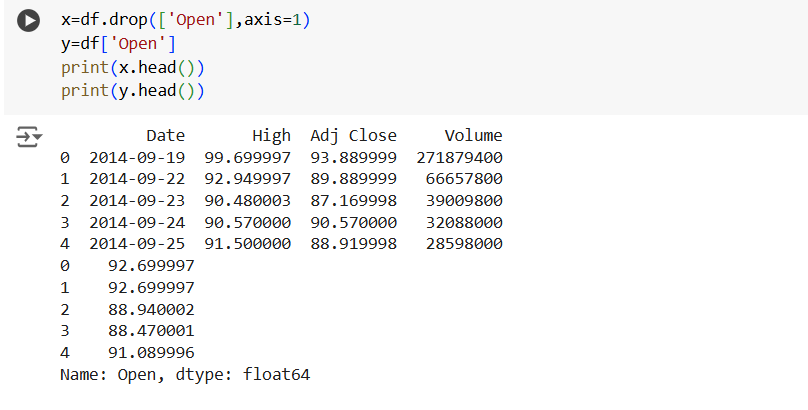 x=df.drop(['Open'],axis=1)
y=df['Open']
print(x.head())
print(y.head())
Date High Adj Close Volume
0 2014-09-19 99.699997 93.889999 271879400
1 2014-09-22 92.949997 89.889999 66657800
2 2014-09-23 90.480003 87.169998 39009800
3 2014-09-24 90.570000 90.570000 32088000
4 2014-09-25 91.500000 88.919998 28598000
0 92.699997
1 92.699997
2 88.940002
3 88.470001
4 91.089996
Name: Open, dtype: float64